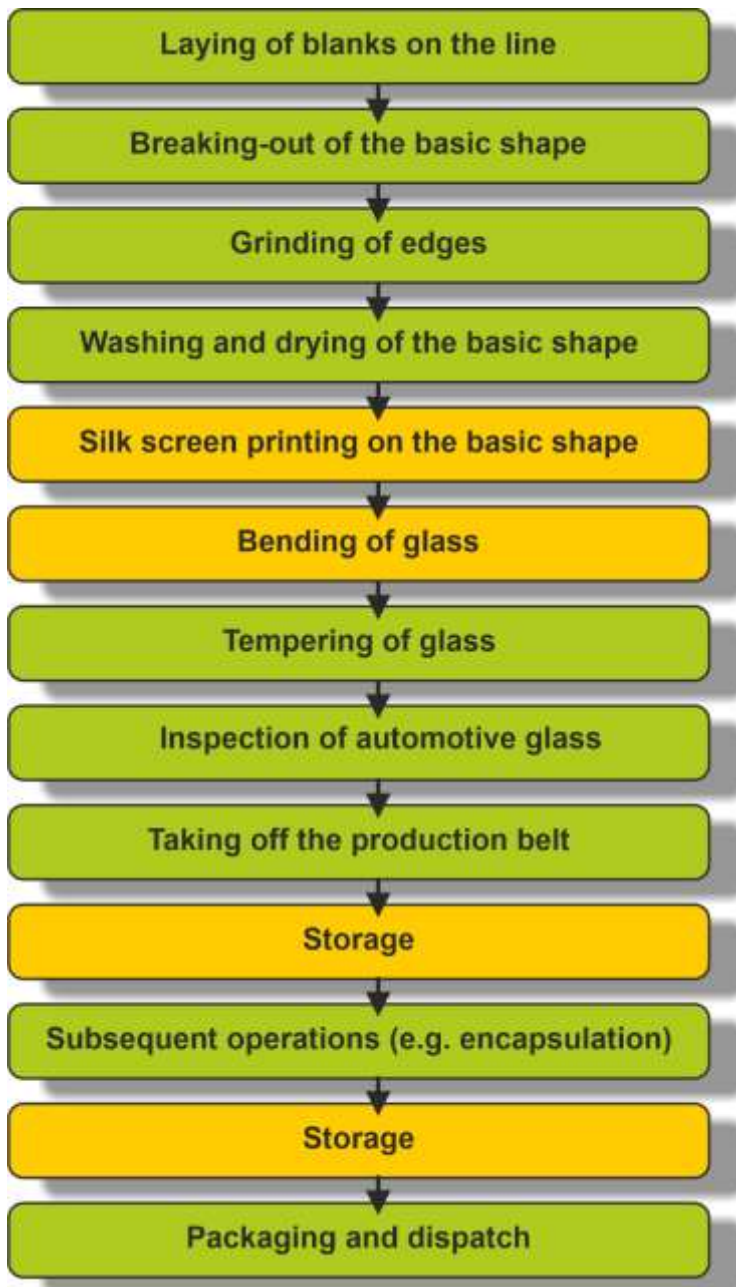 Laying of blanks on the line
Breaking-out of the basic shape
Grinding of edges
Washing and drying of the basic shape
Silk screen printing on the basic shape
Bending of glass
Tempering of glass
Inspection of automotive glass
Taking off the production belt
Storage
Subsequent operations (e.g. encapsulation)
Storage
Packaging and dispatch